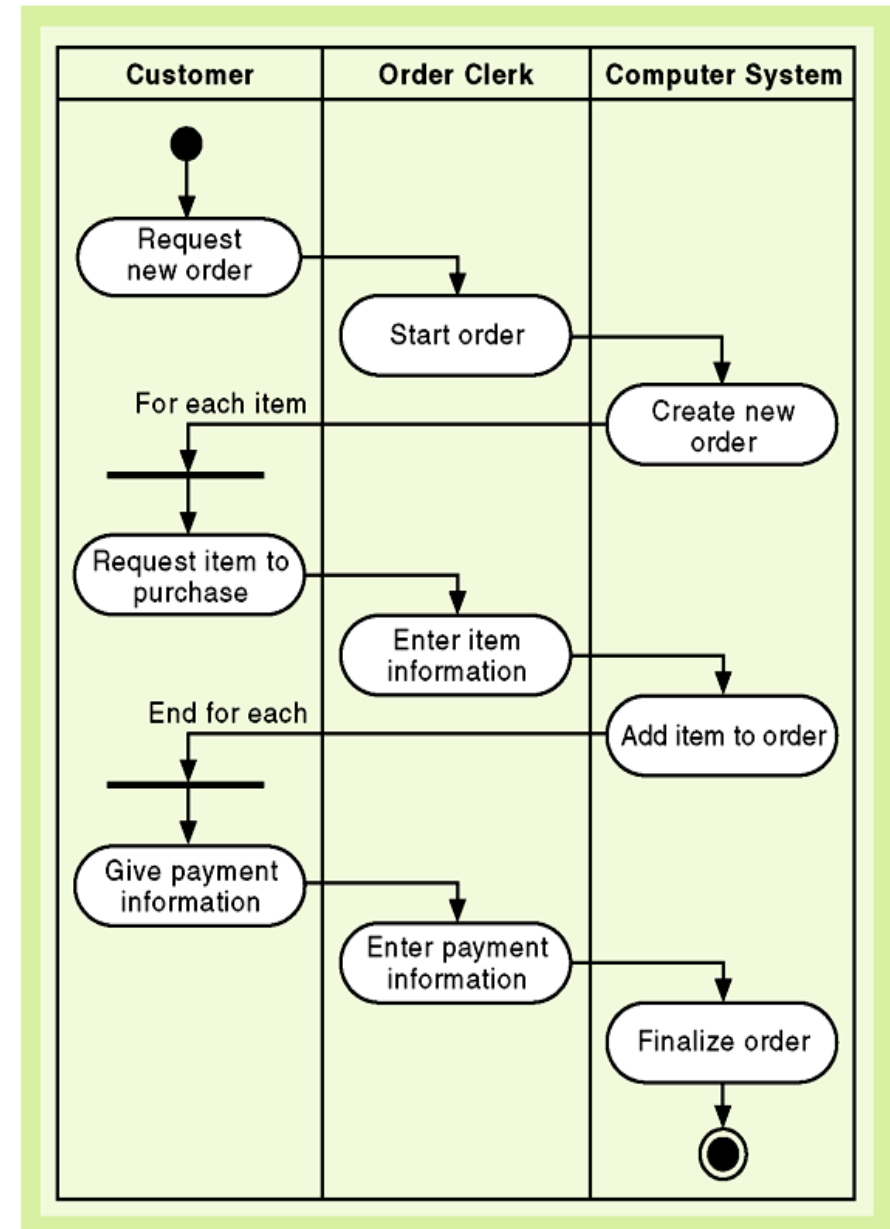 Customer
Order Clerk
Computer System
Request
new order
Start order
Create new
order
For each item
Request item to
purchase
Enter item
information
Add item to order
End for each
Give payment
information
Enter payment
information
Finalize order